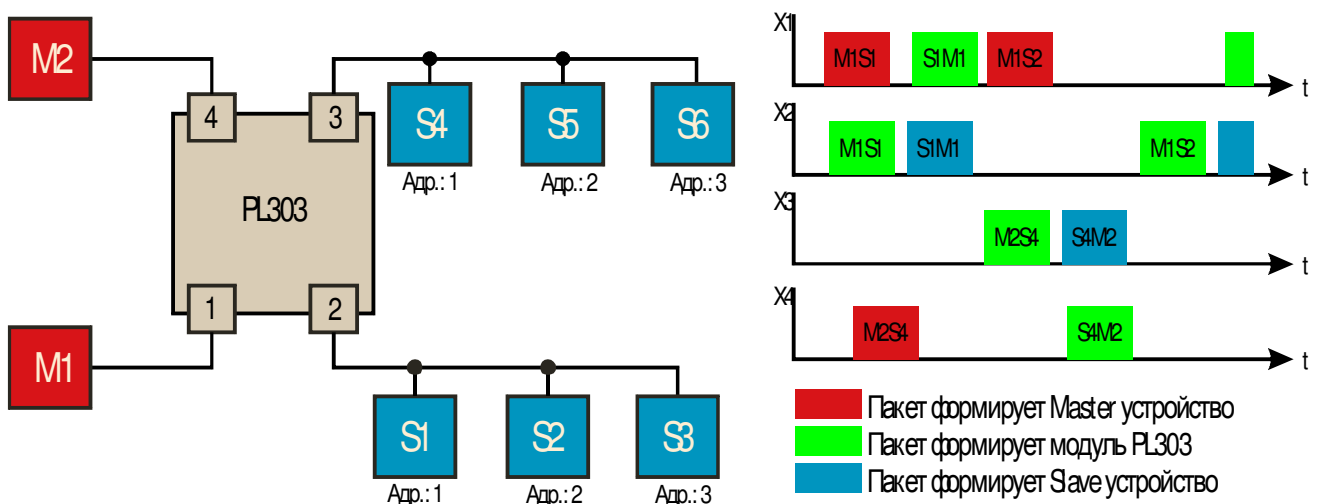 M2
4
3
PL303
1
2
M1
S4
S5
S6
Адр.: 1
Адр.: 2
Адр.: 3
S1
S2
S3
Адр.: 1
Адр.: 2
Адр.: 3
X1
M1S1
S1M1
M1S2
t
X2
M1S1
S1M1
M1S2
t
X3
M2S4
S4M2
t
X4
M2S4
S4M2
t
Пакет формирует Master устройство
Пакет формирует модуль PL303
Пакет формирует Slave устройство